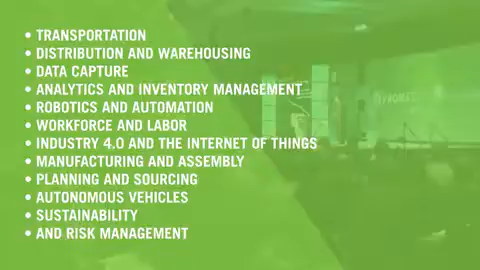 • TRANSPORTATION
• DISTRIBUTION AND WAREHOUSING
• DATA CAPTURE
• ANALYTICS AND INVENTORY MANAGEMENT
• ROBOTICS AND AUTOMATION
• WORKFORCE AND LABOR
• INDUSTRY 4.0 AND THE INTERNET OF THINGS
• MANUFACTURING AND ASSEMBLY
• PLANNING AND SOURCING
• AUTONOMOUS VEHICLES
• SUSTAINABILITY
• AND RISK MANAGEMENT